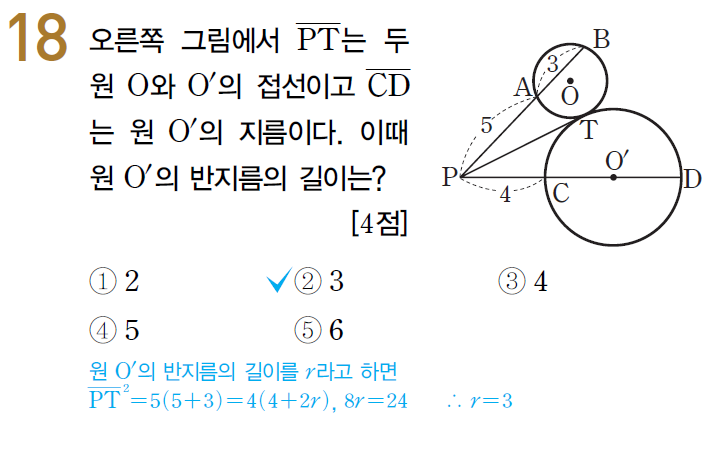 18 오른쪽 그림에서 PT는 두
원 O와 O′의 접선이고 CD
는 원 O′의 지름이다. 이때
원 O′의 반지름의 길이는?
[4점]
B
3
A
O
5
T
O′
P
C
D
4
① 2 ② 3 ③ 4
④ 5 ⑤ 6
원 O′의 반지름의 길이를 r라고 하면
PT²=5(5+3)=4(4+2r), 8r=24 ∴ r=3